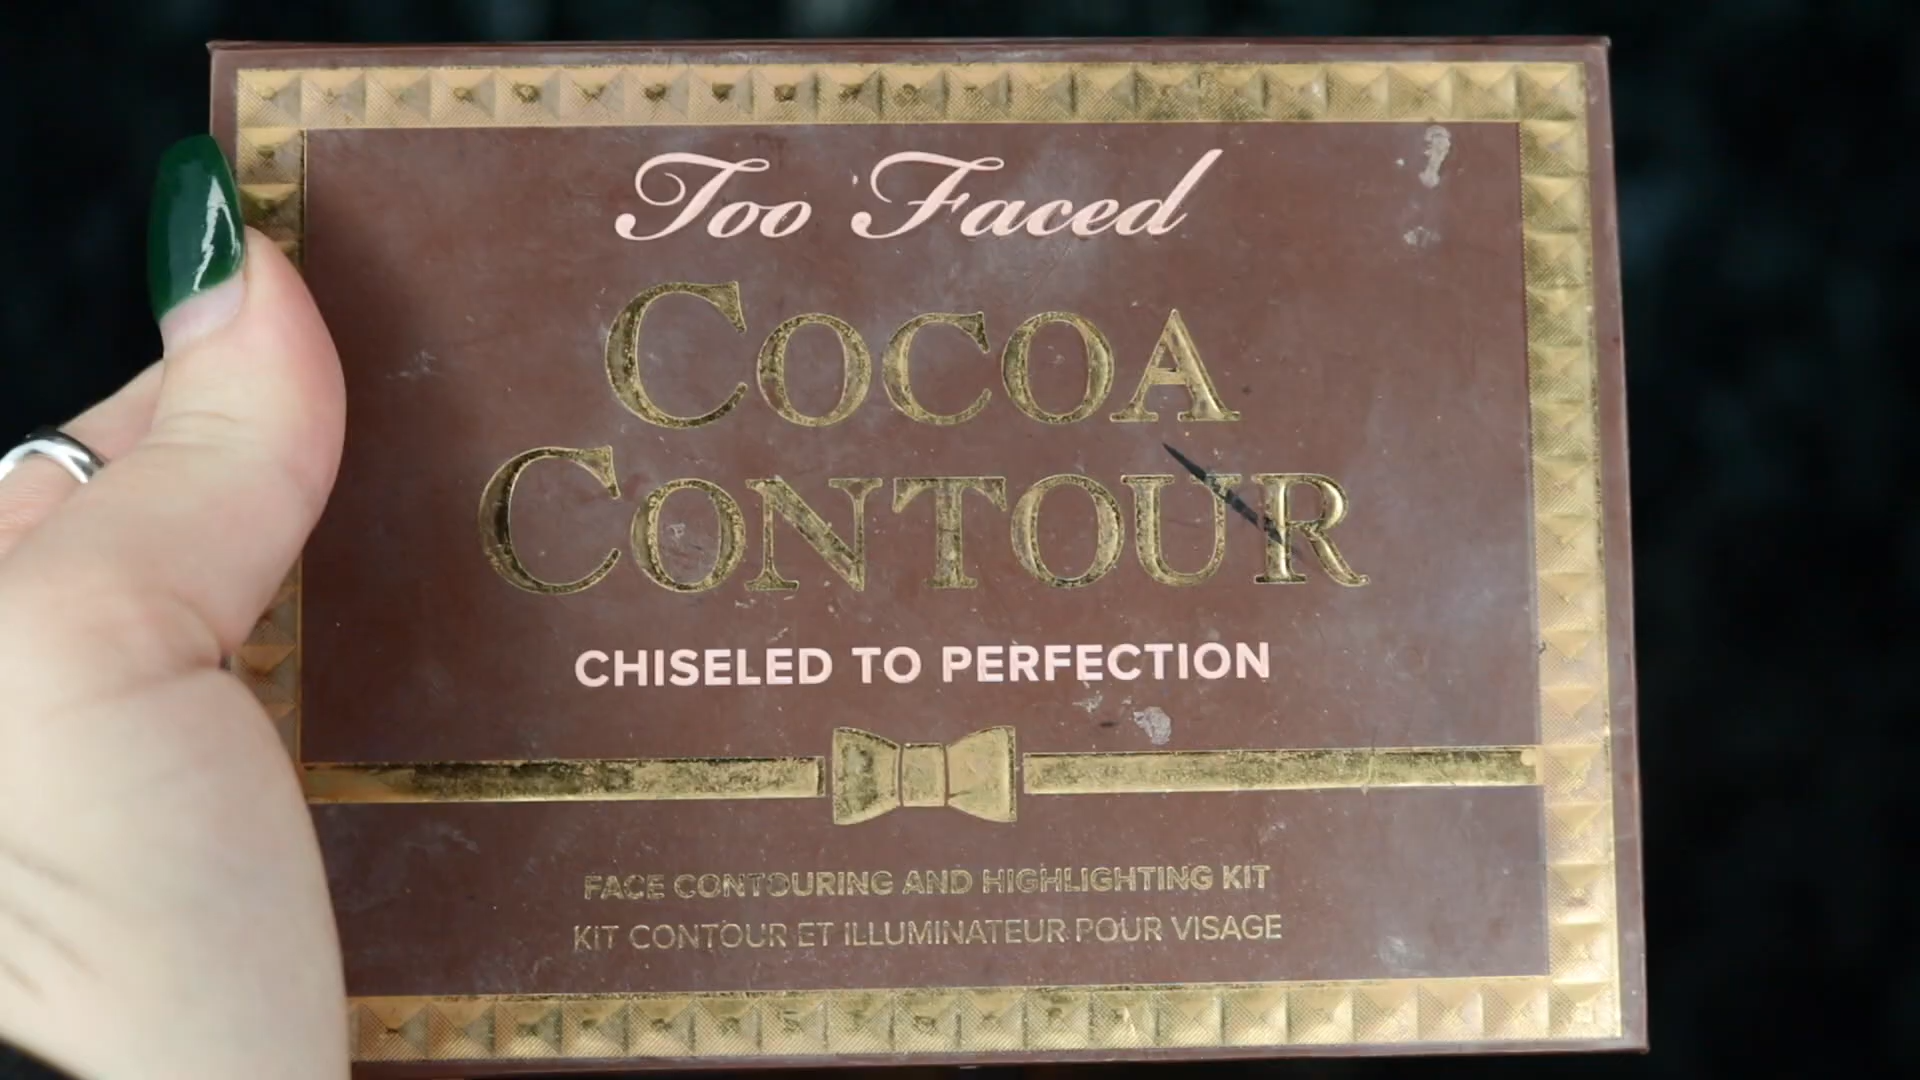 Too Faced
COCOA
CONTOUR
CHISELED TO PERFECTION
FACE CONTOURING AND HIGHLIGHTING KIT
KIT CONTOUR ET ILLUMINATEUR POUR VISAGE